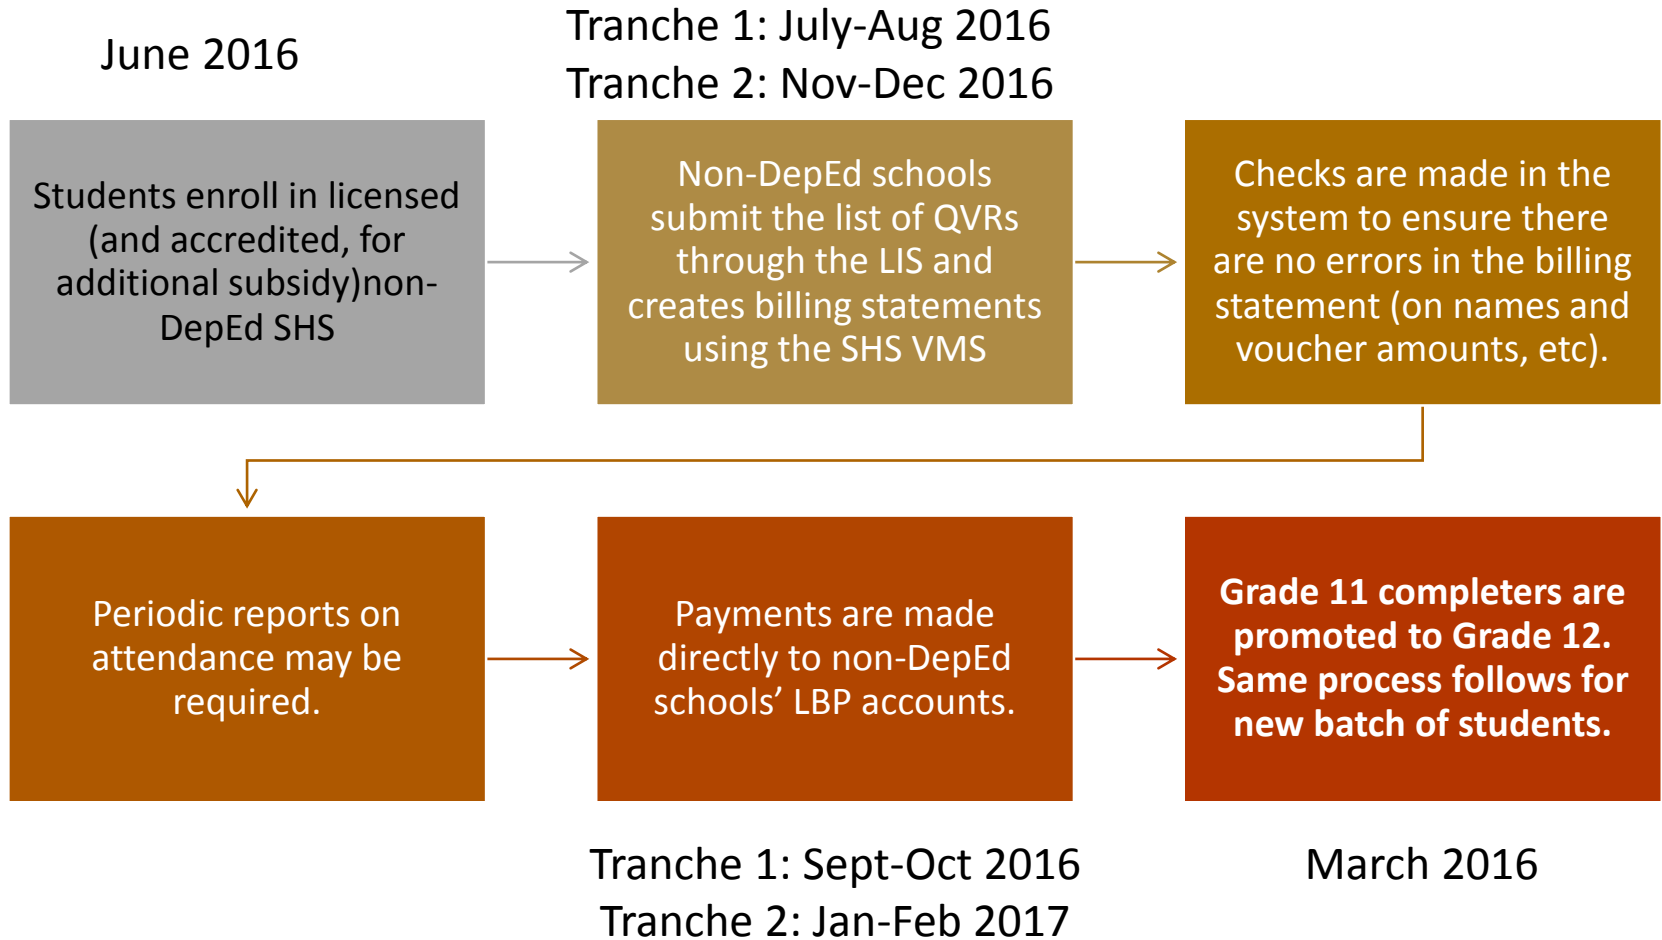 June 2016
Tranche 1: July-Aug 2016
Tranche 2: Nov-Dec 2016
Students enroll in licensed
(and accredited, for
additional subsidy)non-
DepEd SHS
Non-DepEd schools
submit the list of QVRs
through the LIS and
creates billing statements
using the SHS VMS
Checks are made in the
system to ensure there
are no errors in the billing
statement (on names and
voucher amounts, etc).
Periodic reports on
attendance may be
required.
Payments are made
directly to non-DepEd
schools’ LBP accounts.
Grade 11 completers are
promoted to Grade 12.
Same process follows for
new batch of students.
Tranche 1: Sept-Oct 2016
Tranche 2: Jan-Feb 2017
March 2016